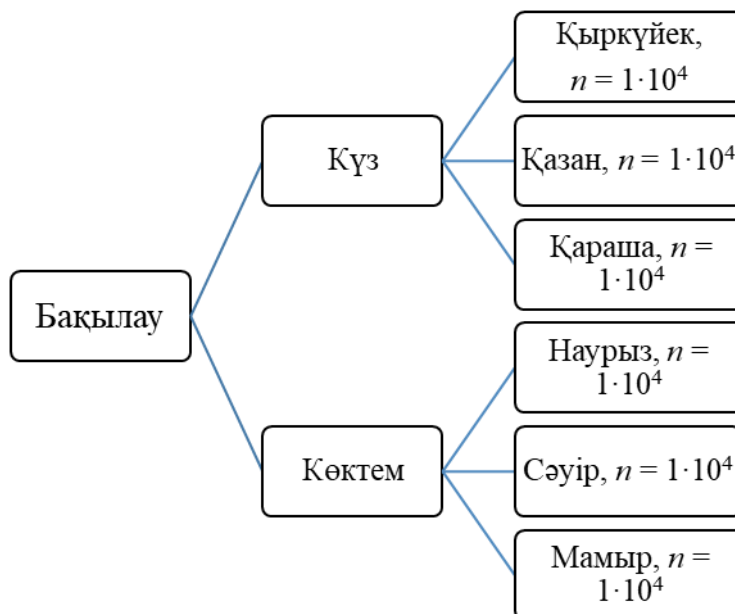 Бақылау
Күз
Қыркүйек,
n = 1·10⁴
Қазан, n = 1·10⁴
Қараша, n =
1·10⁴
Көктем
Наурыз, n =
1·10⁴
Сәуір, n = 1·10⁴
Мамыр, n =
1·10⁴